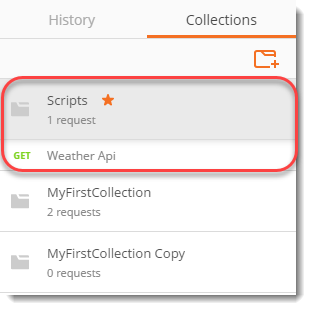 History Collections
Scripts
1 request
GET Weather Api
MyFirstCollection
2 requests
MyFirstCollection Copy
0 requests